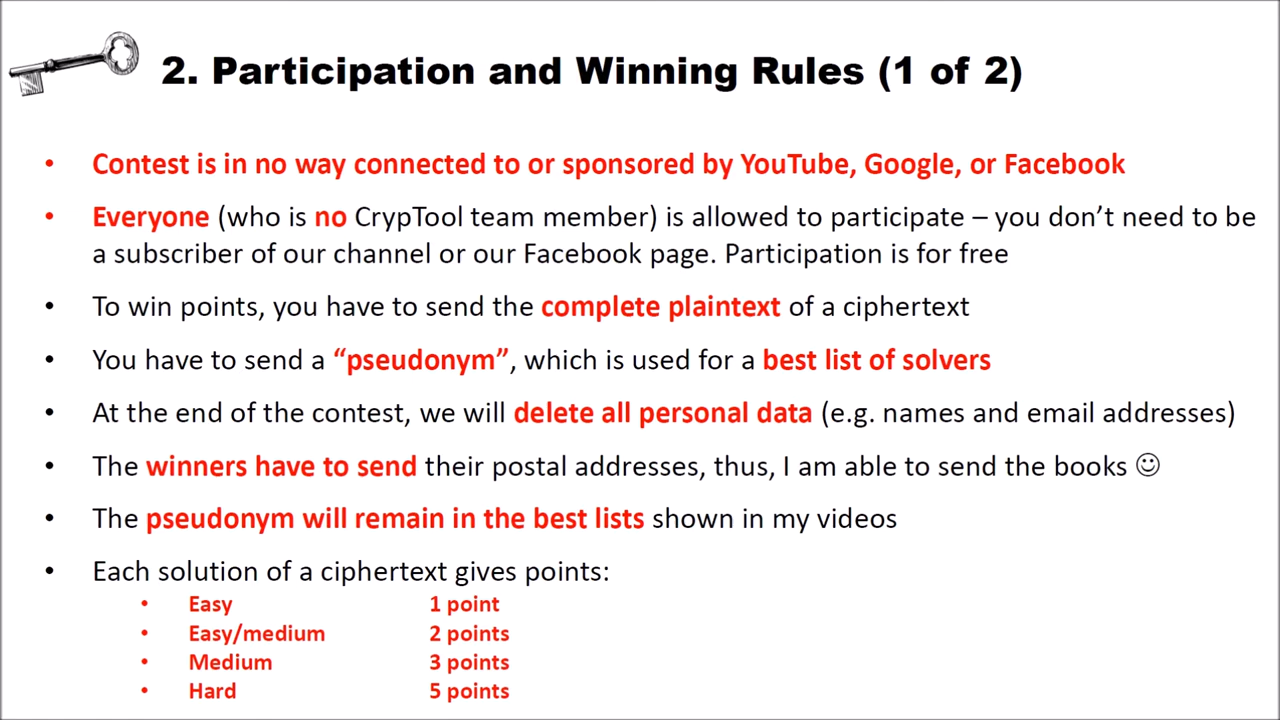 2. Participation and Winning Rules (1 of 2)
• Contest is in no way connected to or sponsored by YouTube, Google, or Facebook
• Everyone (who is no CrypTool team member) is allowed to participate – you don’t need to be
a subscriber of our channel or our Facebook page. Participation is for free
• To win points, you have to send the complete plaintext of a ciphertext
• You have to send a “pseudonym”, which is used for a best list of solvers
• At the end of the contest, we will delete all personal data (e.g. names and email addresses)
• The winners have to send their postal addresses, thus, I am able to send the books ☺
• The pseudonym will remain in the best lists shown in my videos
• Each solution of a ciphertext gives points:
• Easy 1 point
• Easy/medium 2 points
• Medium 3 points
• Hard 5 points